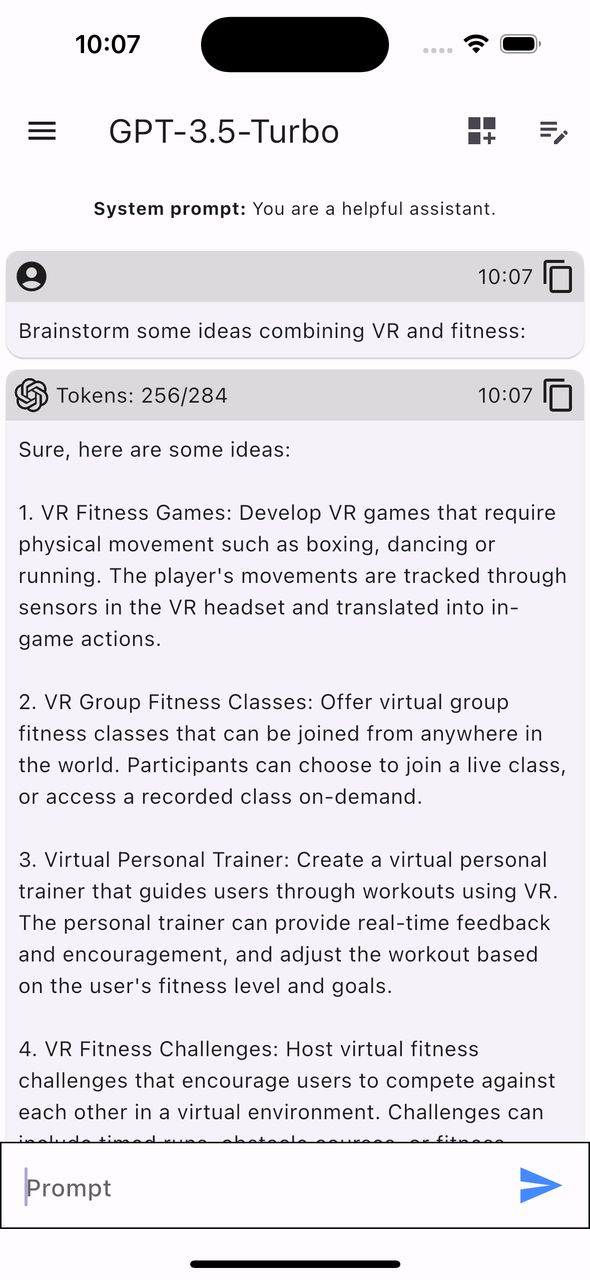 10:07
GPT-3.5-Turbo
System prompt: You are a helpful assistant.
10:07
Brainstorm some ideas combining VR and fitness:
Tokens: 256/284
10:07
Sure, here are some ideas:
1. VR Fitness Games: Develop VR games that require
physical movement such as boxing, dancing or
running. The player's movements are tracked through
sensors in the VR headset and translated into in-
game actions.
2. VR Group Fitness Classes: Offer virtual group
fitness classes that can be joined from anywhere in
the world. Participants can choose to join a live class,
or access a recorded class on-demand.
3. Virtual Personal Trainer: Create a virtual personal
trainer that guides users through workouts using VR.
The personal trainer can provide real-time feedback
and encouragement, and adjust the workout based
on the user's fitness level and goals.
4. VR Fitness Challenges: Host virtual fitness
challenges that encourage users to compete against
each other in a virtual environment. Challenges can
include timed runs, obstacle courses, or fitness
Prompt